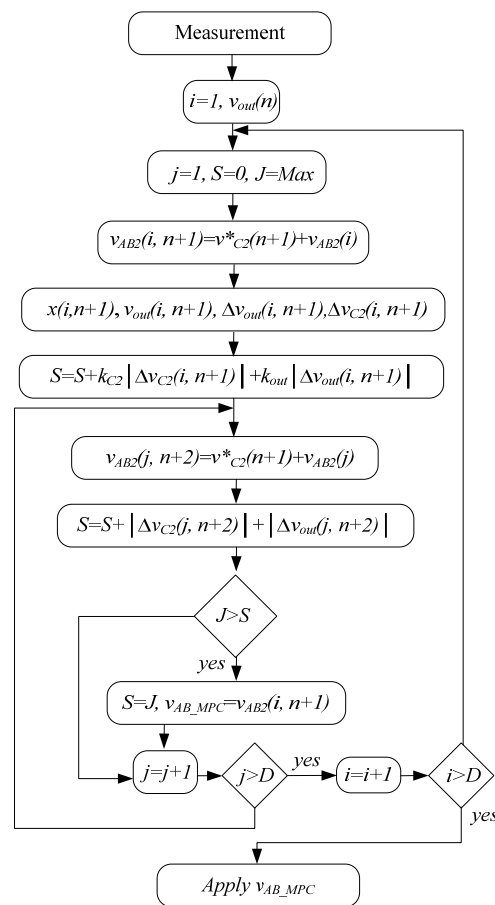 Measurement
i=1, v_out(n)
j=1, S=0, J=Max
v_AB2(i, n+1)=v*_C2(n+1)+v_AB2(i)
x(i,n+1), v_out(i, n+1), Δv_out(i, n+1),Δv_C2(i, n+1)
S=S+k_C2|Δv_C2(i, n+1)|+k_out|Δv_out(i, n+1)|
v_AB2(j, n+2)=v*_C2(n+1)+v_AB2(j)
S=S+|Δv_C2(j, n+2)|+|Δv_out(j, n+2)|
J>S
yes
S=J, v_AB_MPC=v_AB2(i, n+1)
j=j+1
j>D
yes
i=i+1
i>D
yes
Apply v_AB_MPC